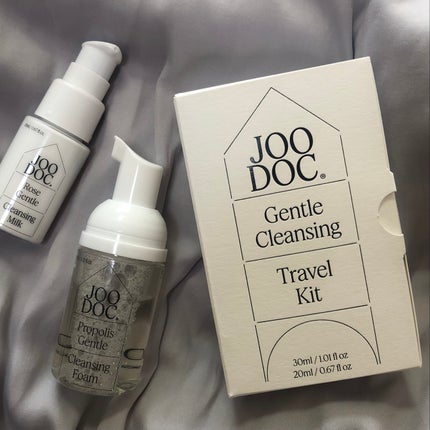 JOO
DOC.
Rose
Gentle
Cleansing
Milk
JOO
DOC.
Propolis
Gentle
Cleansing
Foam
JOO
DOC.®
Gentle
Cleansing
Travel
Kit
30ml / 1.01 fl oz
20ml / 0.67 fl oz